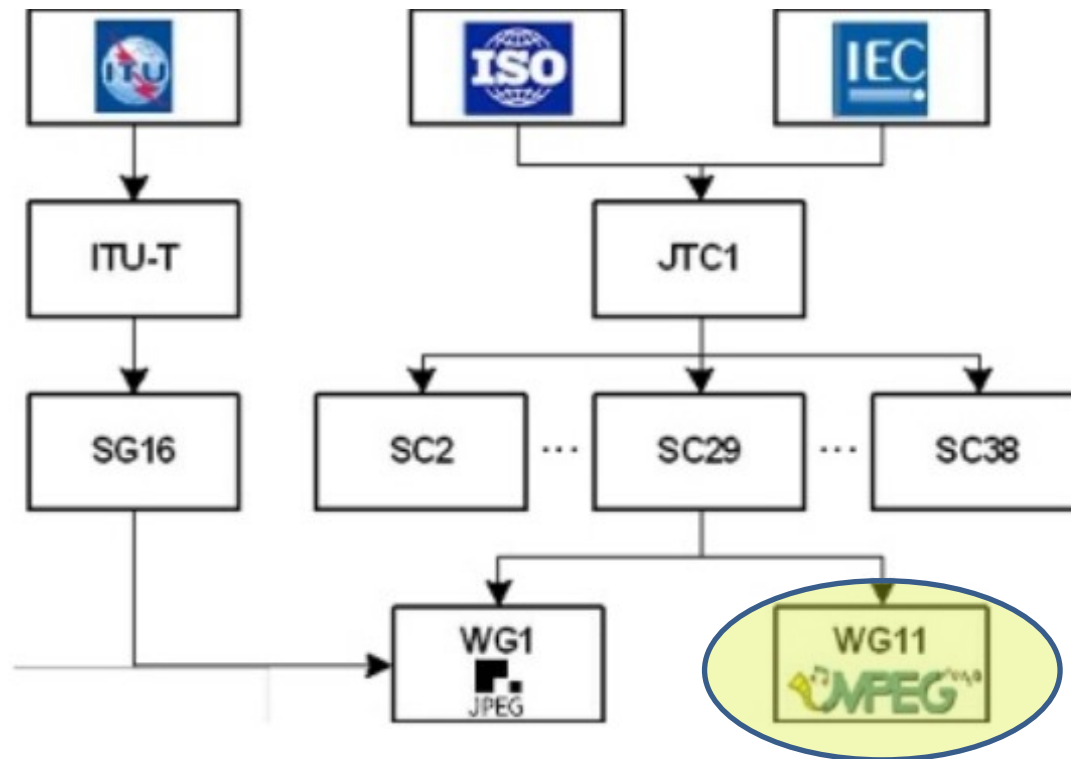 ITU
ISO
IEC
ITU-T
JTC1
SG16
SC2
...
SC29
...
SC38
WG1
JPEG
WG11
MPEG